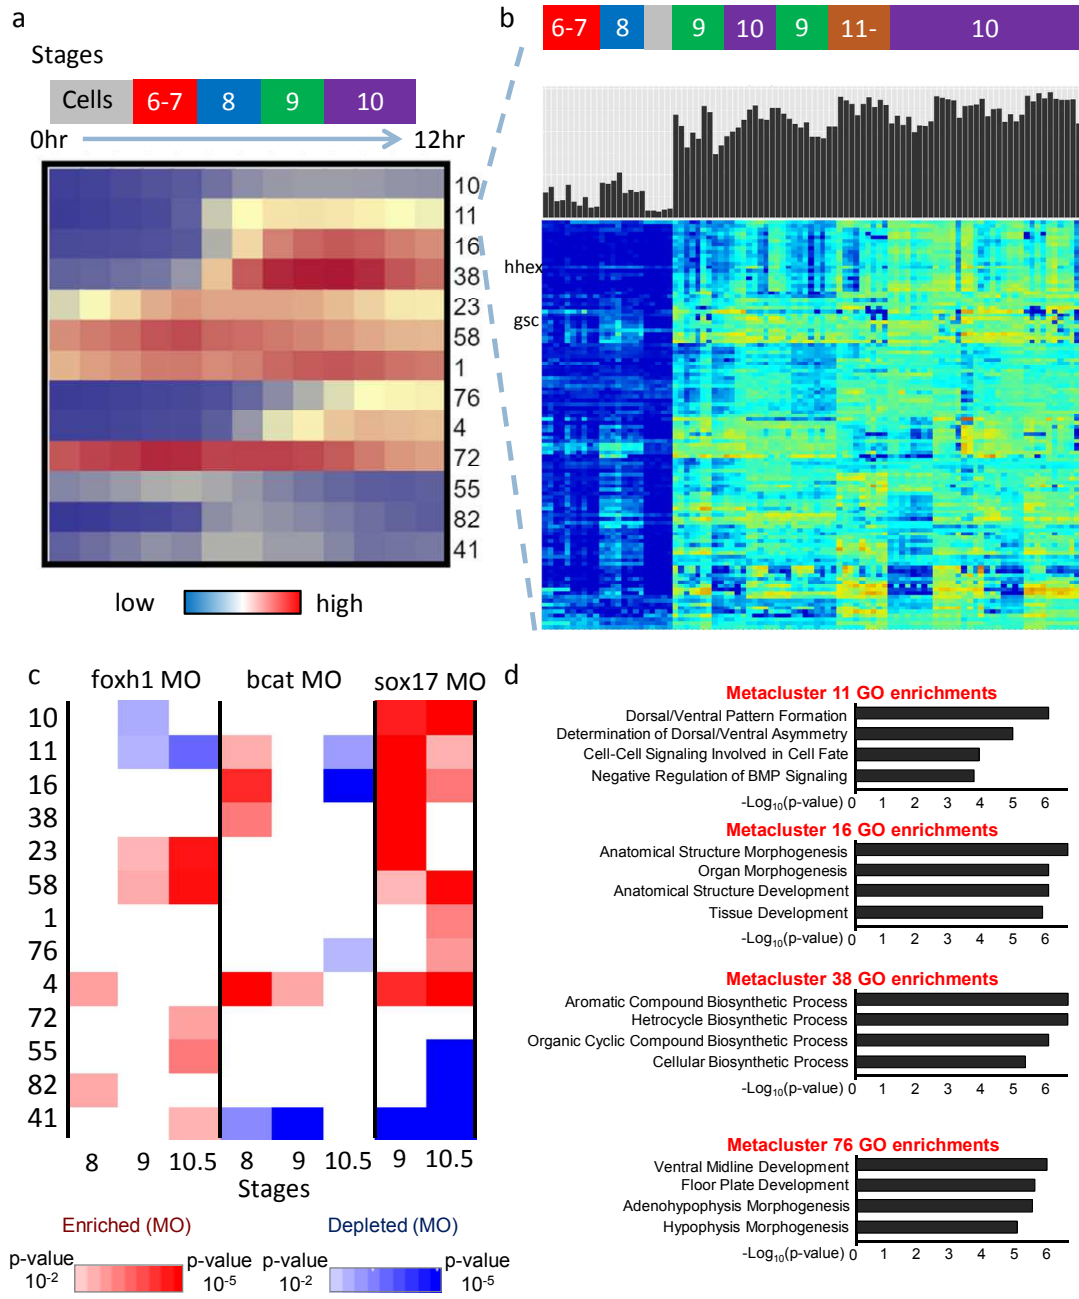 a
Stages
Cells 6-7 8 9 10
0hr 12hr
10
11
16
38
23
58
1
76
4
72
55
82
41
low high
b
6-7 8 9 10 9 11- 10
hhex
gsc
c
foxh1 MO bcat MO sox17 MO
10
11
16
38
23
58
1
76
4
72
55
82
41
8 9 10.5 8 9 10.5 9 10.5
Stages
Enriched (MO) Depleted (MO)
p-value 10-2 p-value 10-5 p-value 10-2 p-value 10-5
d
Metacluster 11 GO enrichments
Dorsal/Ventral Pattern Formation
Determination of Dorsal/Ventral Asymmetry
Cell-Cell Signaling Involved in Cell Fate
Negative Regulation of BMP Signaling
-Log10(p-value) 0 1 2 3 4 5 6
Metacluster 16 GO enrichments
Anatomical Structure Morphogenesis
Organ Morphogenesis
Anatomical Structure Development
Tissue Development
-Log10(p-value) 0 1 2 3 4 5 6
Metacluster 38 GO enrichments
Aromatic Compound Biosynthetic Process
Hetrocycle Biosynthetic Process
Organic Cyclic Compound Biosynthetic Process
Cellular Biosynthetic Process
-Log10(p-value) 0 1 2 3 4 5 6
Metacluster 76 GO enrichments
Ventral Midline Development
Floor Plate Development
Adenohypophysis Morphogenesis
Hypophysis Morphogenesis
-Log10(p-value) 0 1 2 3 4 5 6